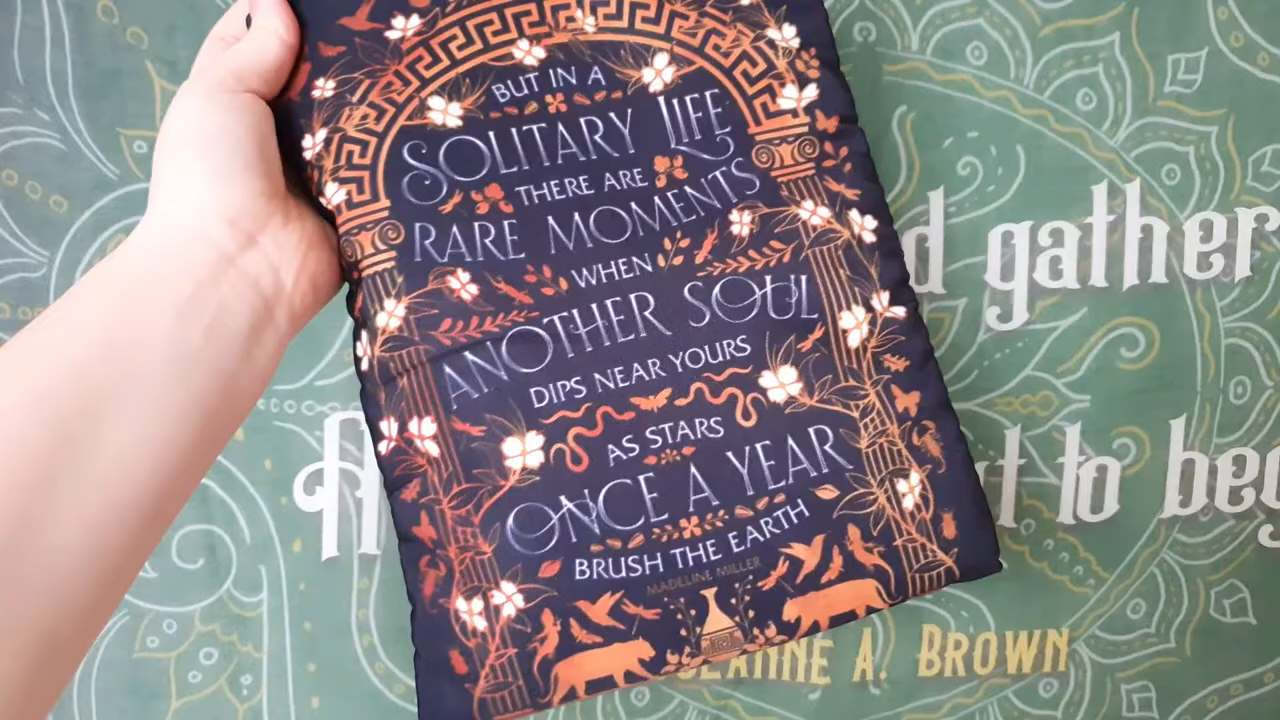 BUT IN A
SOLITARY LIFE
THERE ARE
RARE MOMENTS
WHEN
ANOTHER SOUL
DIPS NEAR YOURS
AS STARS
ONCE A YEAR
BRUSH THE EARTH
MADELINE MILLER
gather
to
A. BROWN